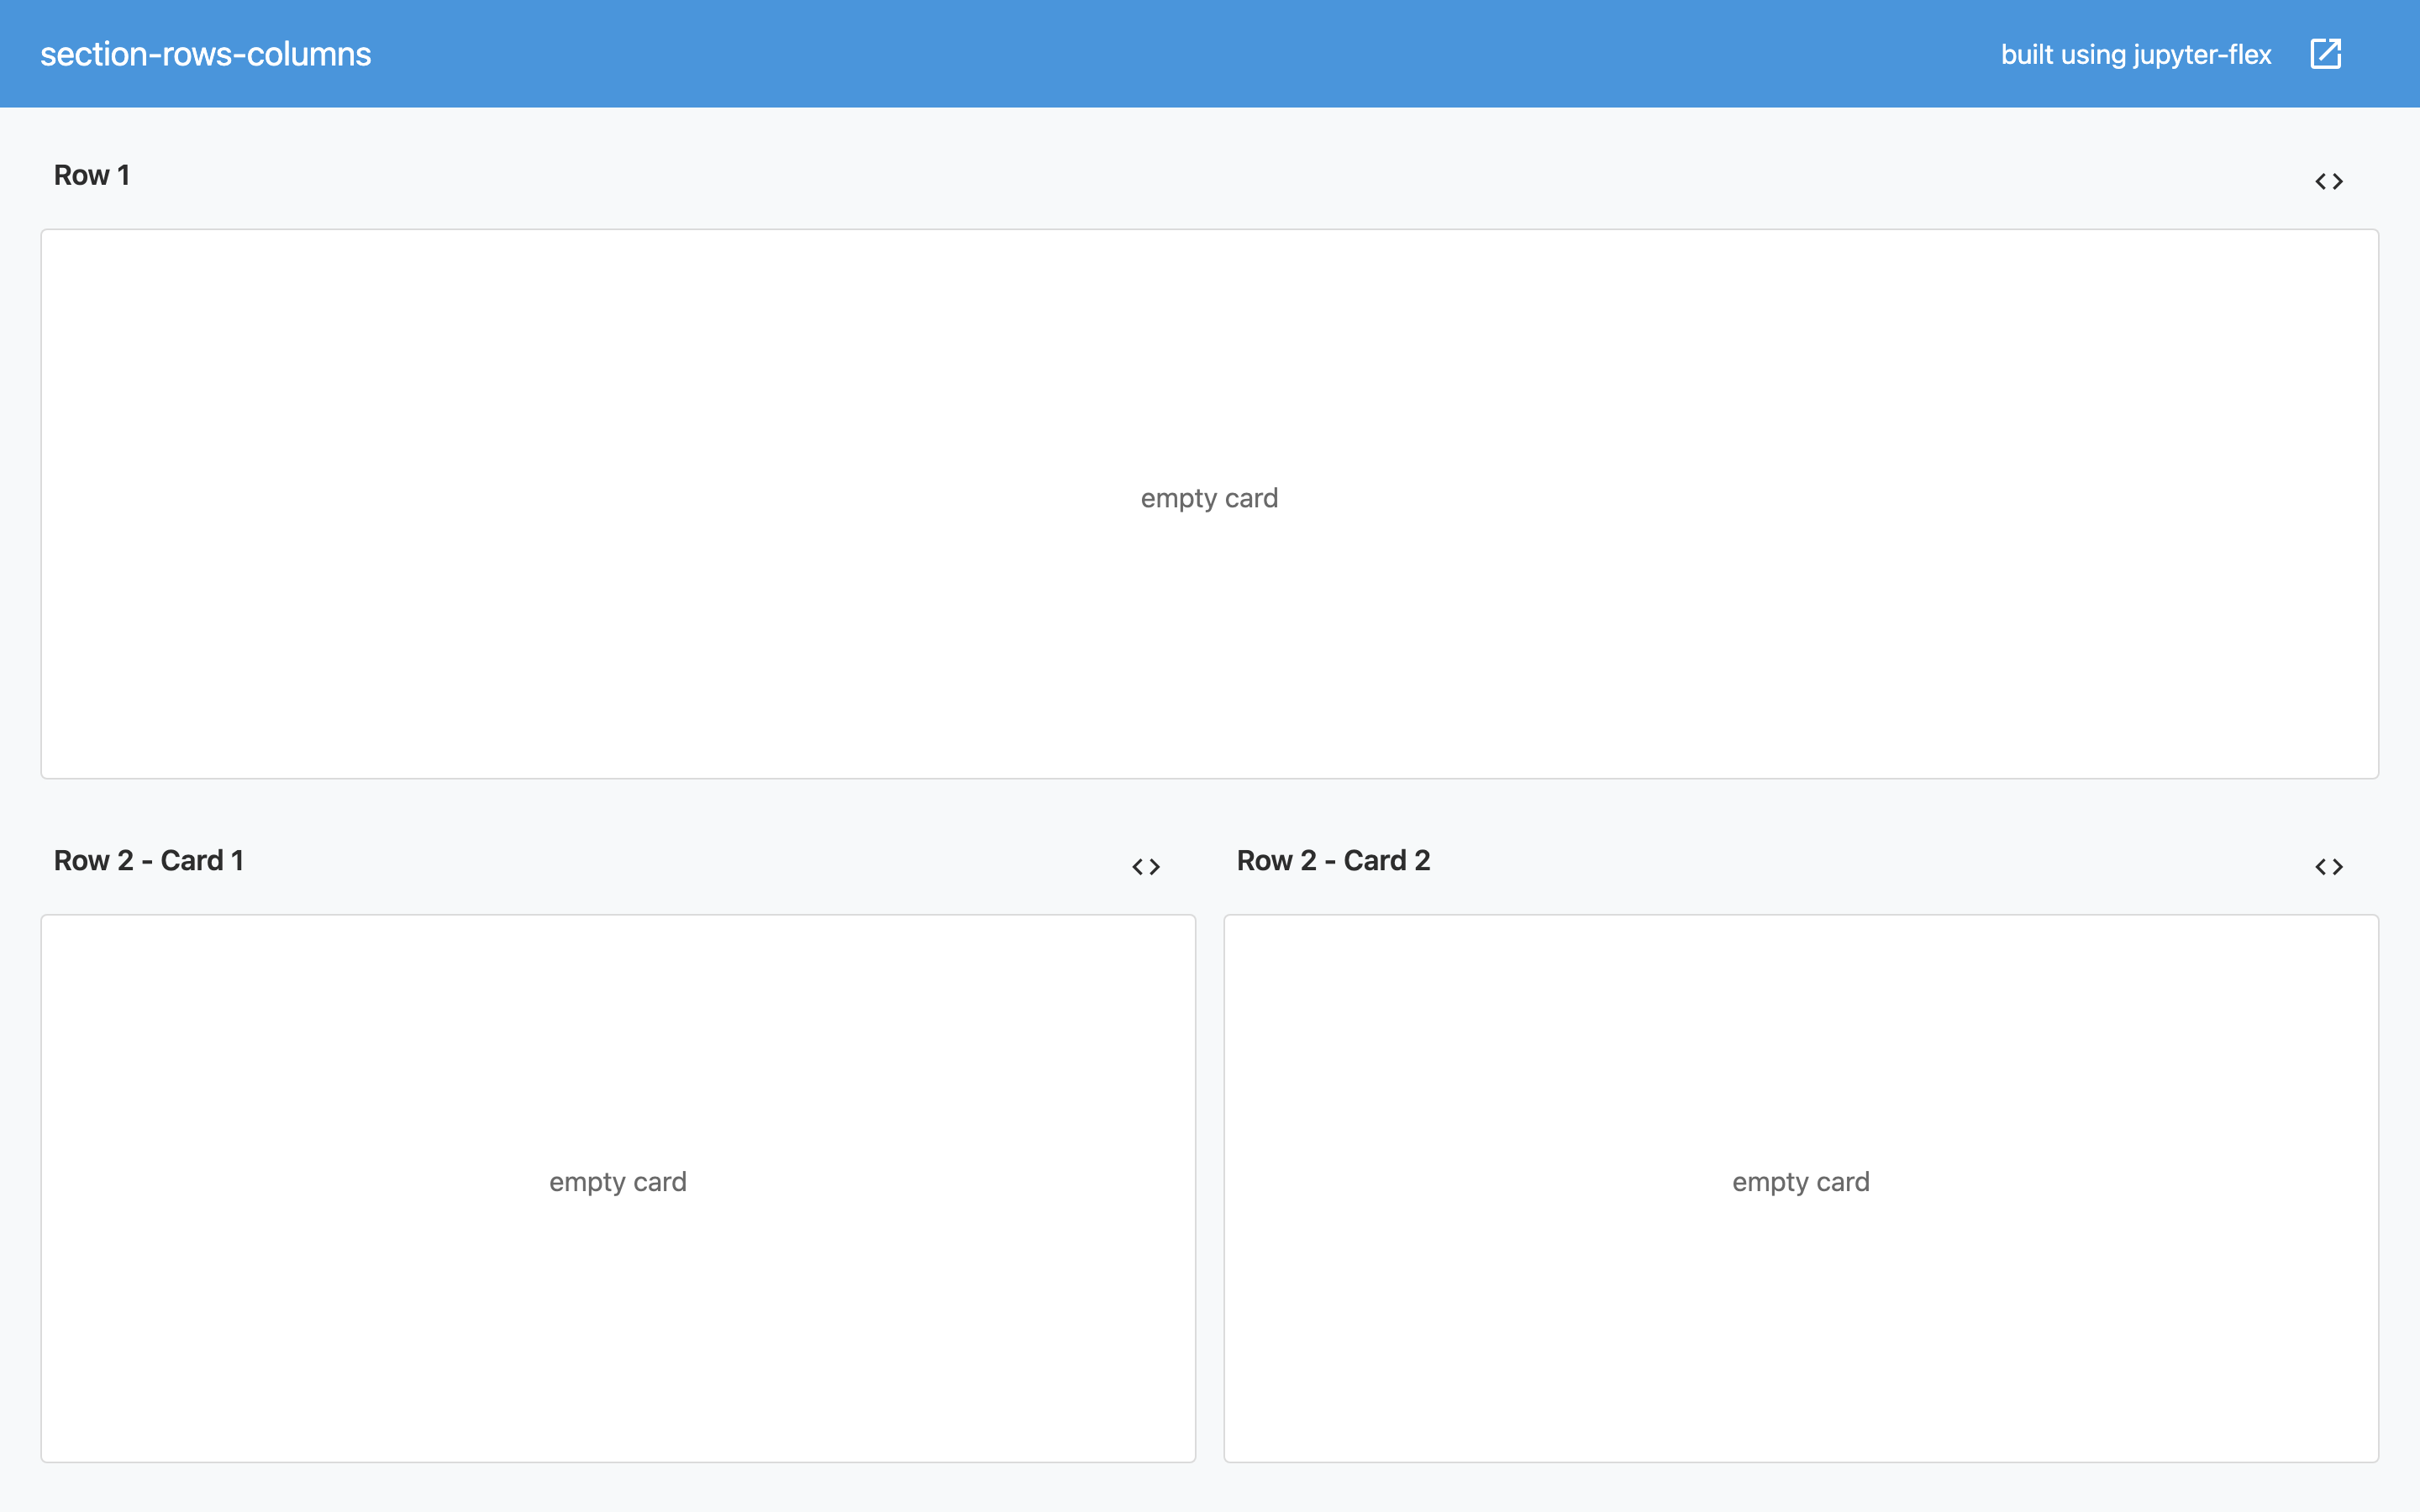 section-rows-columns
built using jupyter-flex
Row 1
empty card
Row 2 - Card 1
Row 2 - Card 2
empty card
empty card